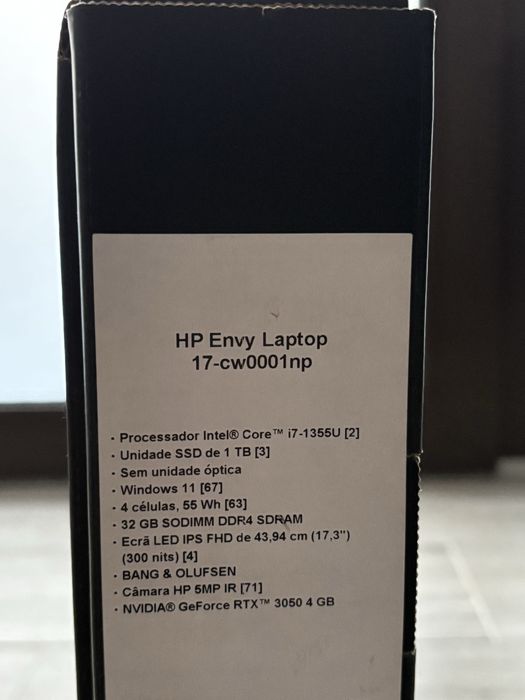 HP Envy Laptop
17-cw0001np
· Processador Intel® Core™ i7-1355U [2]
· Unidade SSD de 1 TB [3]
· Sem unidade óptica
· Windows 11 [67]
· 4 células, 55 Wh [63]
· 32 GB SODIMM DDR4 SDRAM
· Ecrã LED IPS FHD de 43,94 cm (17,3")
(300 nits) [4]
· BANG & OLUFSEN
· Câmara HP 5MP IR [71]
· NVIDIA® GeForce RTX™ 3050 4 GB